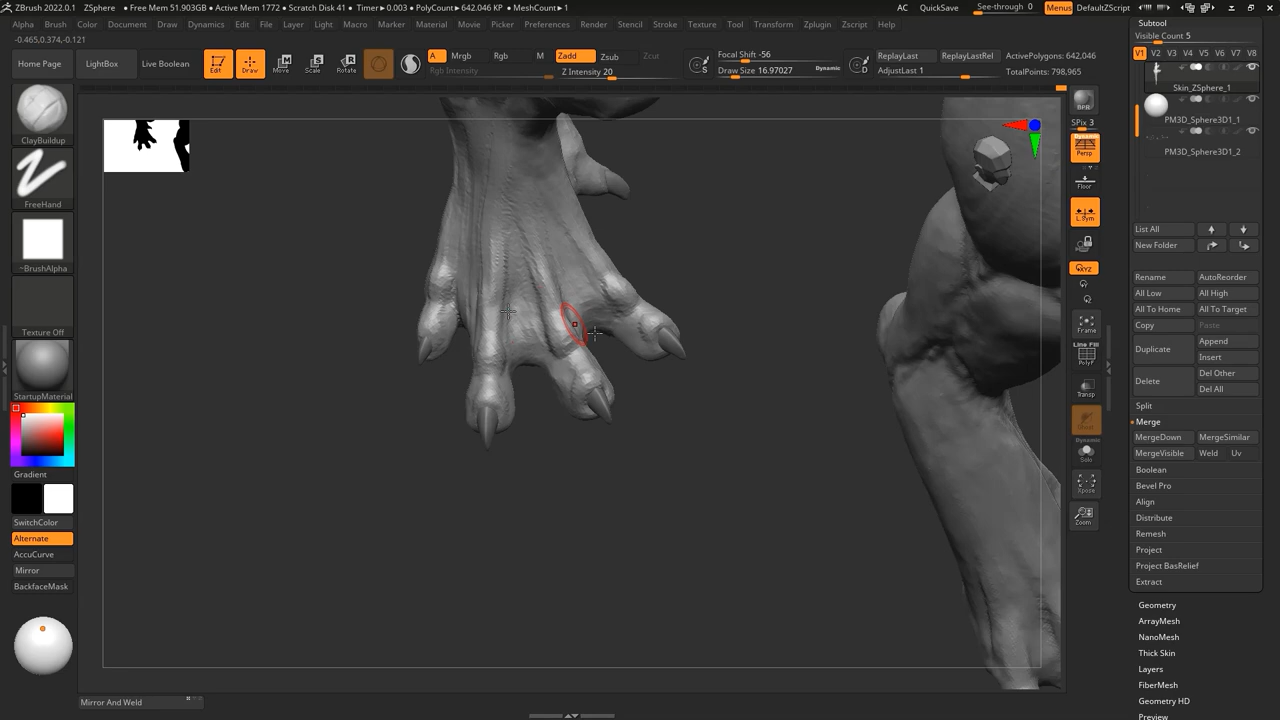 ZBrush 2022.0.1 ZSphere • Free Mem 51.903GB • Active Mem 1772 • Scratch Disk 41 • Timer▸0.003 • PolyCount▸642.046 KP • MeshCount▸1 AC QuickSave See-through 0 Menus DefaultZScript
Alpha Brush Color Document Draw Dynamics Edit File Layer Light Macro Marker Material Movie Picker Preferences Render Stencil Stroke Texture Tool Transform Zplugin Zscript Help
-0.465,0.374,-0.121
Home Page LightBox Live Boolean Edit Draw Move Scale Rotate
A Mrgb Rgb M Zadd Zsub Zcut
Rgb Intensity Z Intensity 20
S Focal Shift -56
Draw Size 16.97027 Dynamic
D ReplayLast ReplayLastRel ActivePolygons: 642,046
AdjustLast 1 TotalPoints: 798,965
ClayBuildup
FreeHand
~BrushAlpha
Texture Off
StartupMaterial
Gradient
SwitchColor
Alternate
AccuCurve
Mirror
BackfaceMask
Mirror And Weld
BPR
SPix 3
Dynamic
Persp
Floor
L.Sym
XYZ
Frame
Line Fill
PolyF
Transp
Dynamic
Solo
Xpose
Zoom
Subtool
Visible Count 5
V1 V2 V3 V4 V5 V6 V7 V8
Skin_ZSphere_1
PM3D_Sphere3D1_1
PM3D_Sphere3D1_2
List All
New Folder
Rename AutoReorder
All Low All High
All To Home All To Target
Copy Paste
Duplicate Append
Insert
Delete Del Other
Del All
Split
Merge
MergeDown MergeSimilar
MergeVisible Weld Uv
Boolean
Bevel Pro
Align
Distribute
Remesh
Project
Project BasRelief
Extract
Geometry
ArrayMesh
NanoMesh
Thick Skin
Layers
FiberMesh
Geometry HD
Preview